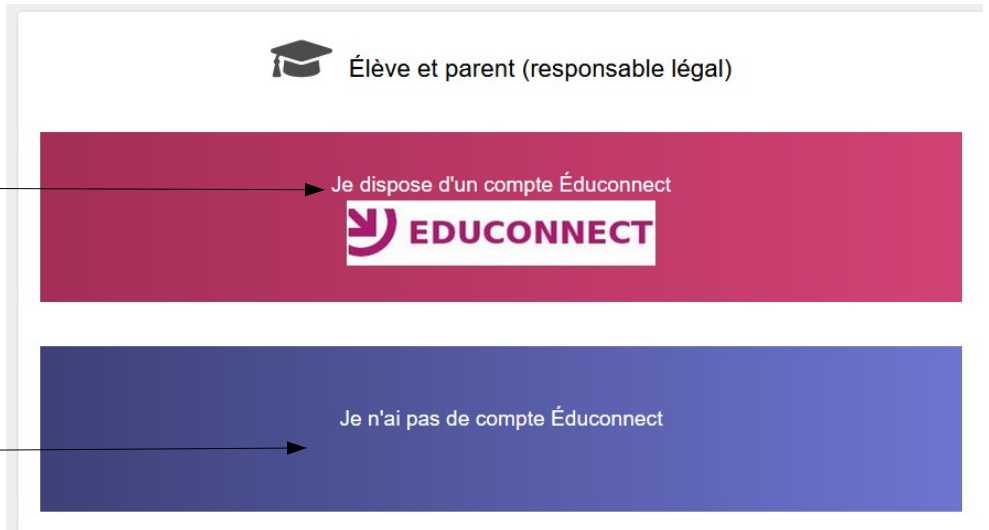 Élève et parent (responsable légal)
Je dispose d'un compte Éduconnect
EDUCONNECT
Je n'ai pas de compte Éduconnect